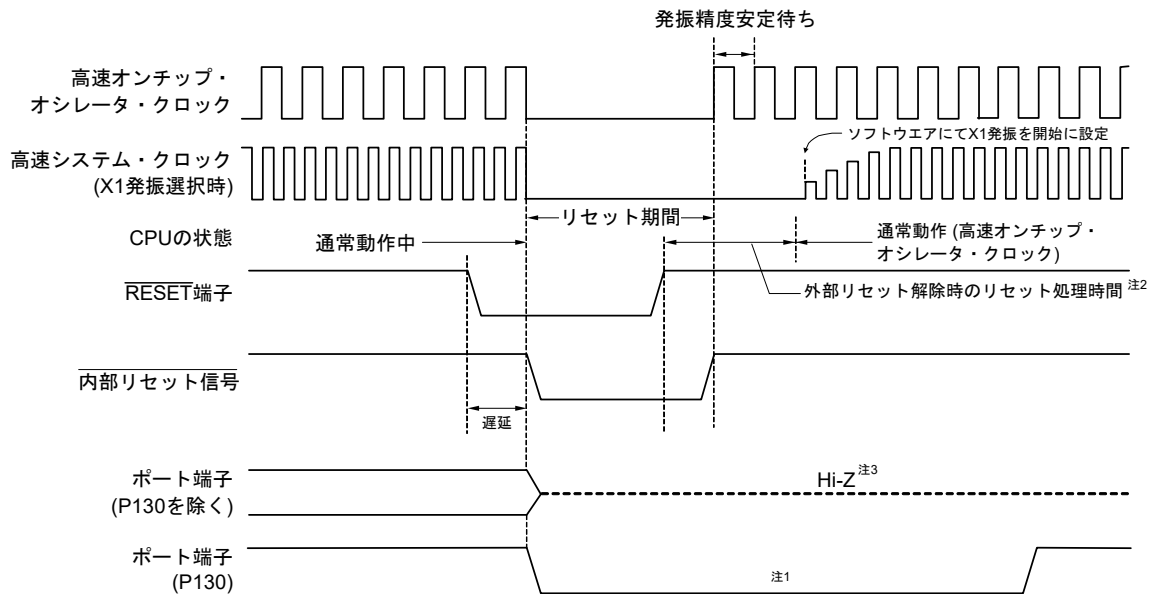 発振精度安定待ち
高速オンチップ・
オシレータ・クロック
ソフトウエアにてX1発振を開始に設定
高速システム・クロック
(X1発振選択時)
リセット期間
CPUの状態
通常動作中
通常動作 (高速オンチップ・
オシレータ・クロック)
RESET端子
外部リセット解除時のリセット処理時間 注2
内部リセット信号
遅延
ポート端子
(P130を除く)
Hi-Z 注3
ポート端子
(P130)
注1